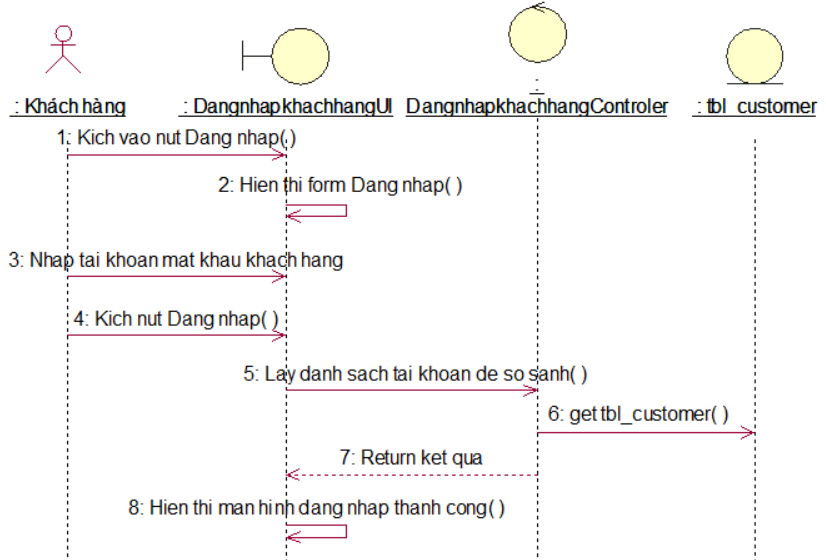 :
: Khách hàng
: DangnhapkhachhangUI
DangnhapkhachhangControler
: tbl_customer
1: Kich vao nut Dang nhap( )
2: Hien thi form Dang nhap( )
3: Nhap tai khoan mat khau khach hang
4: Kich nut Dang nhap( )
5: Lay danh sach tai khoan de so sanh( )
6: get tbl_customer( )
7: Return ket qua
8: Hien thi man hinh dang nhap thanh cong( )